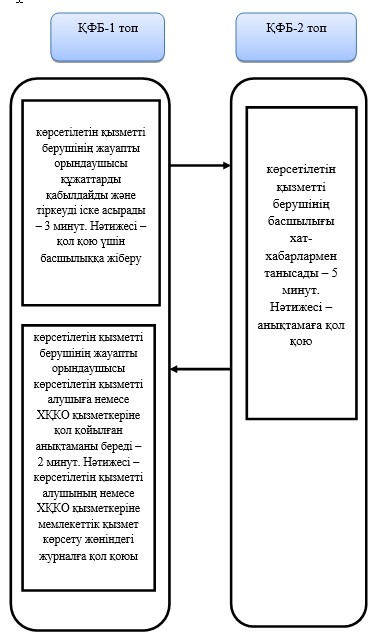 ҚФБ-1 топ
ҚФБ-2 топ
көрсетілетін қызметті
берушінің жауапты
орындаушысы
құжаттарды
қабылдайды және
тіркеуді іске асырады
– 3 минут. Нәтижесі –
қол қою үшін
басшылыққа жіберу
көрсетілетін
қызметті
берушінің
басшылығы
хат-
хабарлармен
танысады – 5
минут.
Нәтижесі –
анықтамаға қол
қою
көрсетілетін қызметті
берушінің жауапты
орындаушысы
көрсетілетін қызметті
алушыға немесе
ХҚКО қызметкеріне
қол қойылған
анықтаманы береді –
2 минут. Нәтижесі –
көрсетілетін қызметті
алушының немесе
ХҚКО қызметкеріне
мемлекеттік қызмет
көрсету жөніндегі
журналға қол қоюы